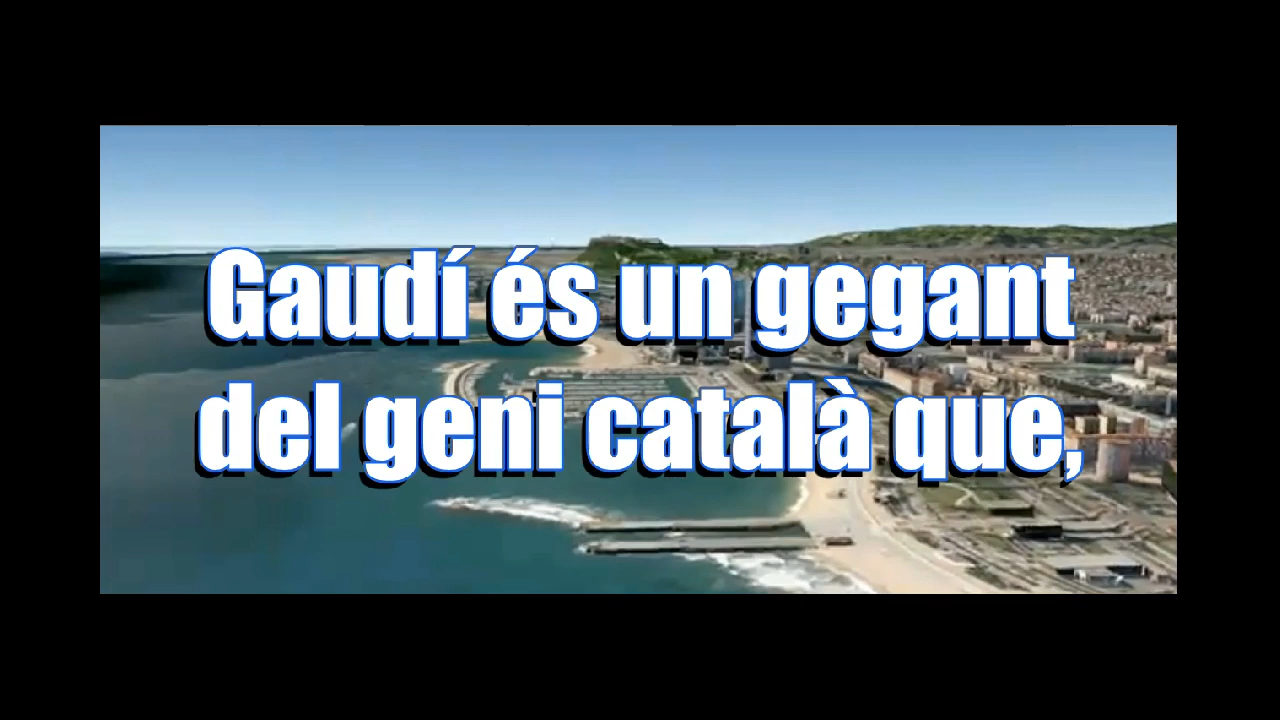 Gaudí és un gegant
del geni català que,